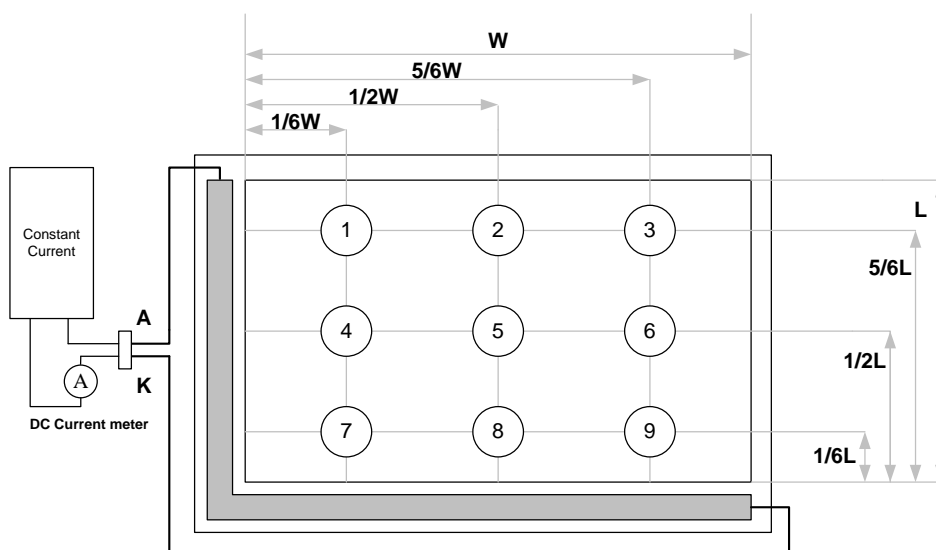 W
5/6W
1/2W
1/6W
L
1
2
3
Constant
Current
5/6L
A
4
5
6
1/2L
A
K
DC Current meter
7
8
9
1/6L